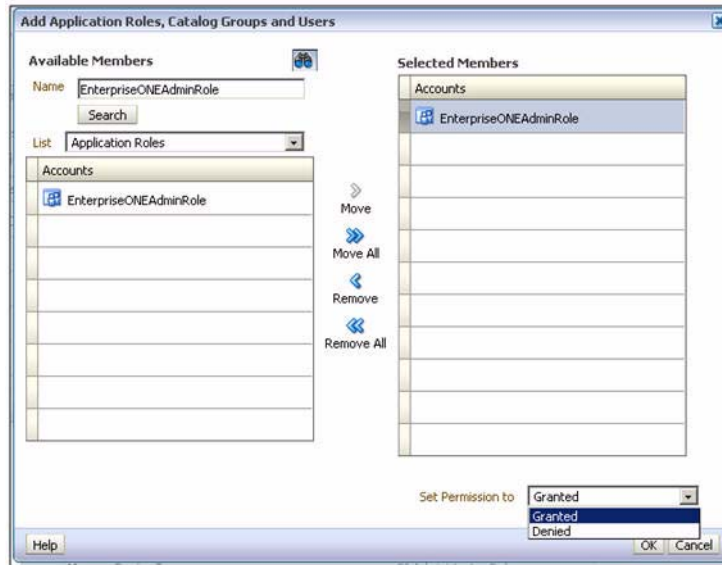 Add Application Roles, Catalog Groups and Users
Available Members
Name EnterpriseONEAdminRole
Search
List Application Roles
Accounts
EnterpriseONEAdminRole
Move
Move All
Remove
Remove All
Selected Members
Accounts
EnterpriseONEAdminRole
Set Permission to Granted
Granted
Denied
Help
OK Cancel